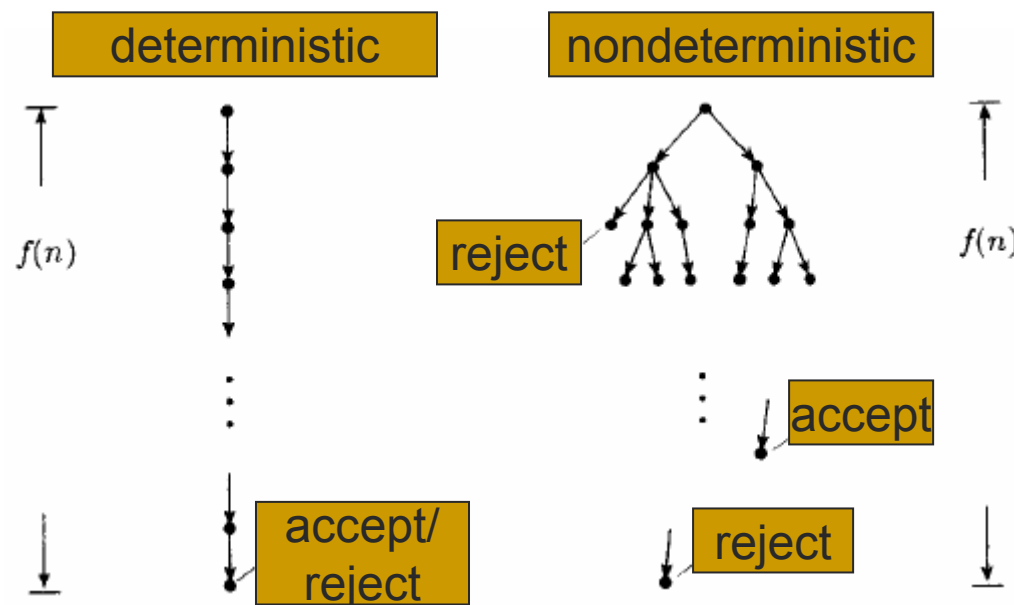 deterministic
nondeterministic
f(n)
reject
f(n)
accept
accept/
reject
reject